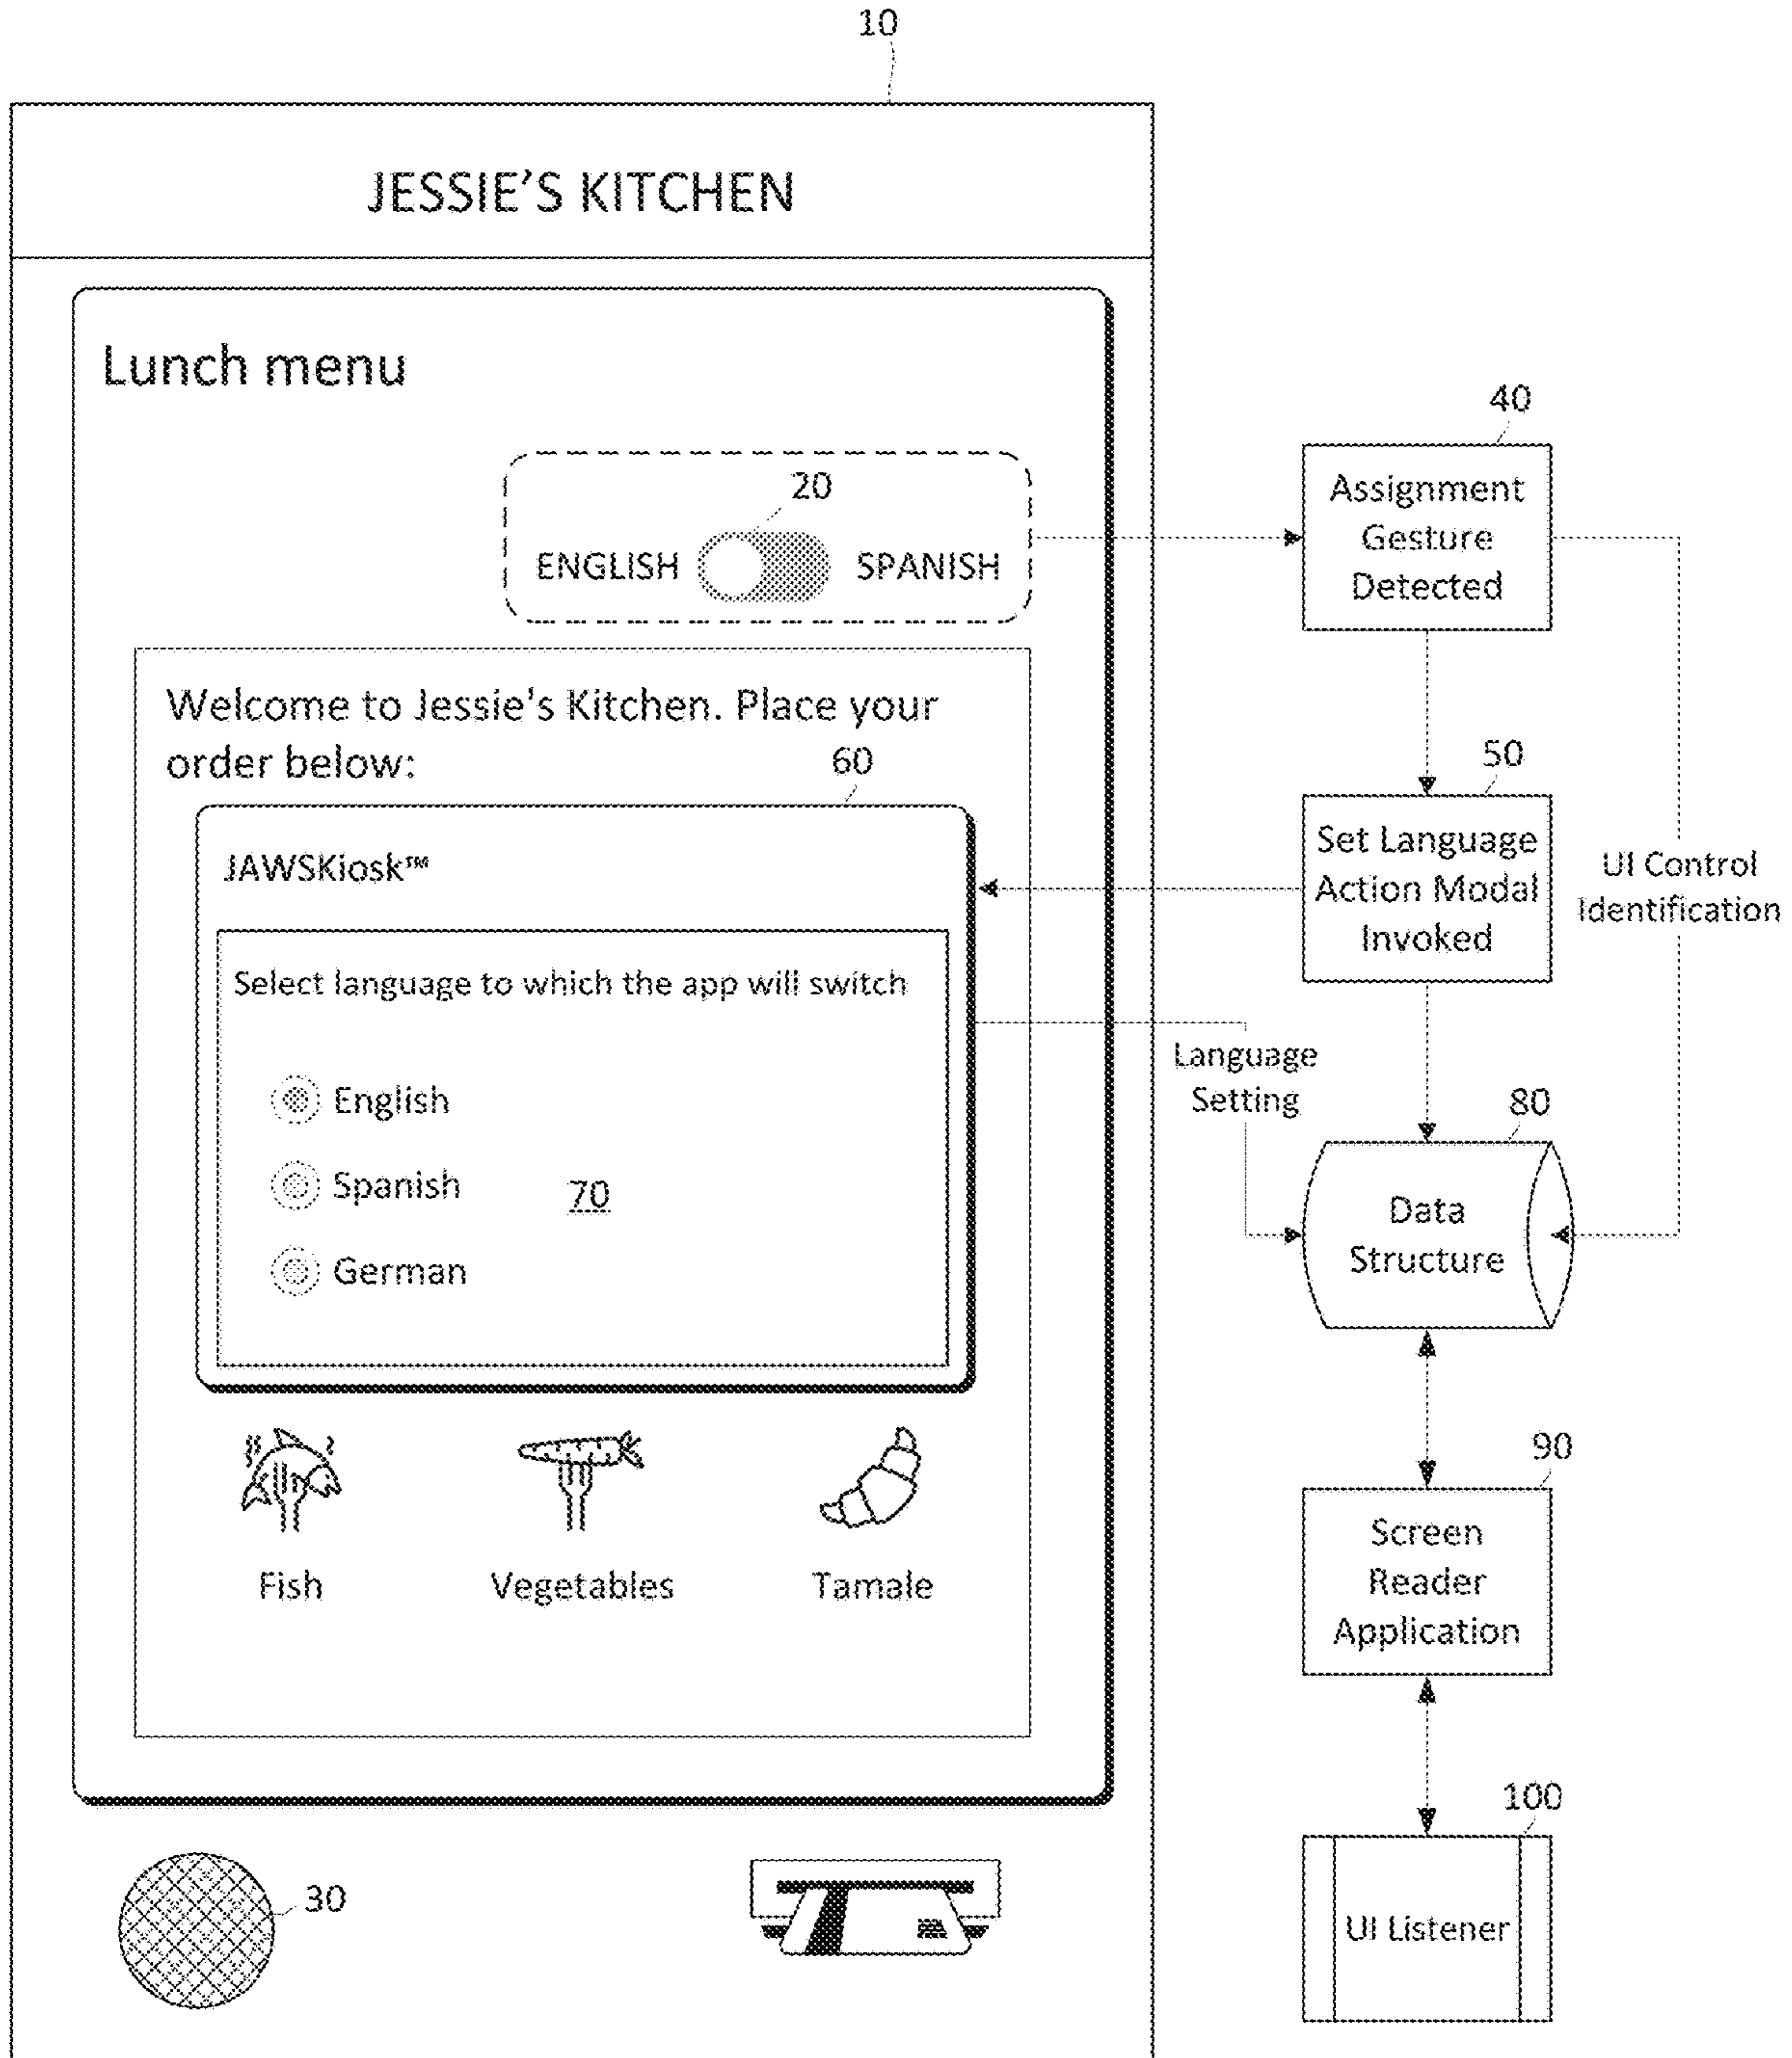 10
JESSIE'S KITCHEN
Lunch menu
20
ENGLISH SPANISH
Welcome to Jessie's Kitchen. Place your
order below:
60
JAWSKiosk™
Select language to which the app will switch
English
Spanish
70
German
Fish Vegetables Tamale
30
40
Assignment
Gesture
Detected
50
Set Language
Action Modal
Invoked
UI Control
Identification
Language
Setting
80
Data
Structure
90
Screen
Reader
Application
100
UI Listener